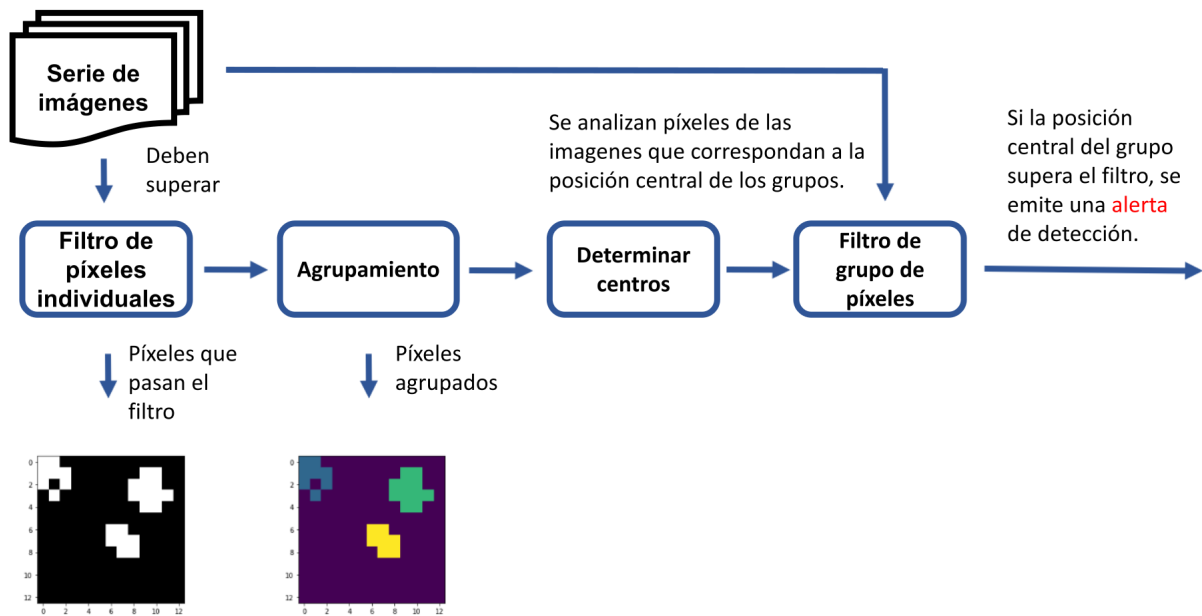 Serie de
imágenes
Deben
superar
Se analizan píxeles de las
imagenes que correspondan a la
posición central de los grupos.
Si la posición
central del grupo
supera el filtro, se
emite una alerta
de detección.
Filtro de
píxeles
individuales
Agrupamiento
Determinar
centros
Filtro de
grupo de
píxeles
Píxeles que
pasan el
filtro
Píxeles
agrupados
0
2
4
6
8
10
12
0 2 4 6 8 10 12
0
2
4
6
8
10
12
0 2 4 6 8 10 12